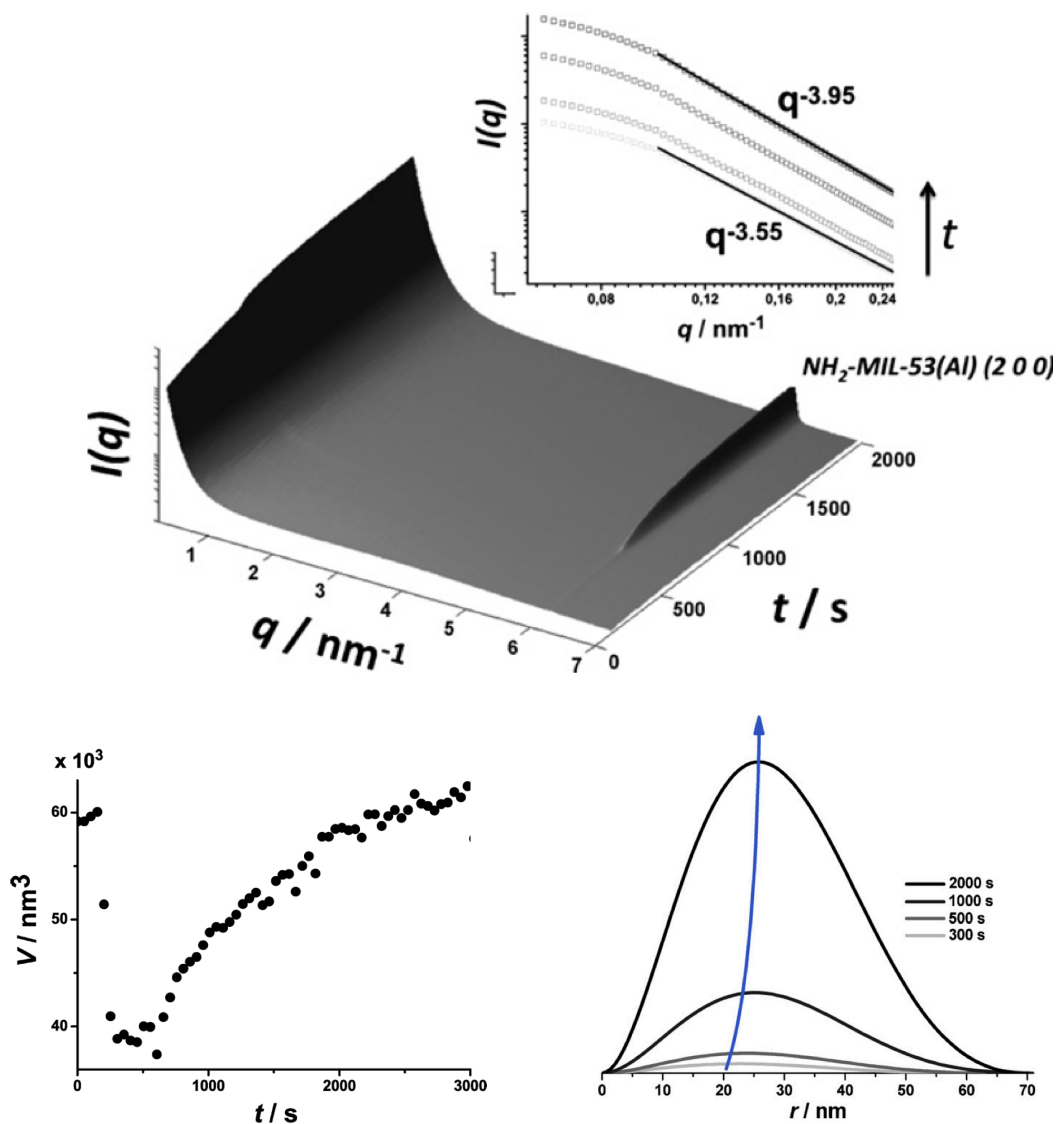 I(q)
q-3.95
q-3.55
t
0,08
0,12
0,16
0,2
0,24
q / nm-1
NH2-MIL-53(Al) (2 0 0)
I(q)
1
2
3
4
5
6
7
q / nm-1
0
500
1000
1500
2000
t / s
x 10³
60
50
40
V / nm3
0
1000
2000
3000
t / s
2000 s
1000 s
500 s
300 s
0
10
20
30
40
50
60
70
r / nm